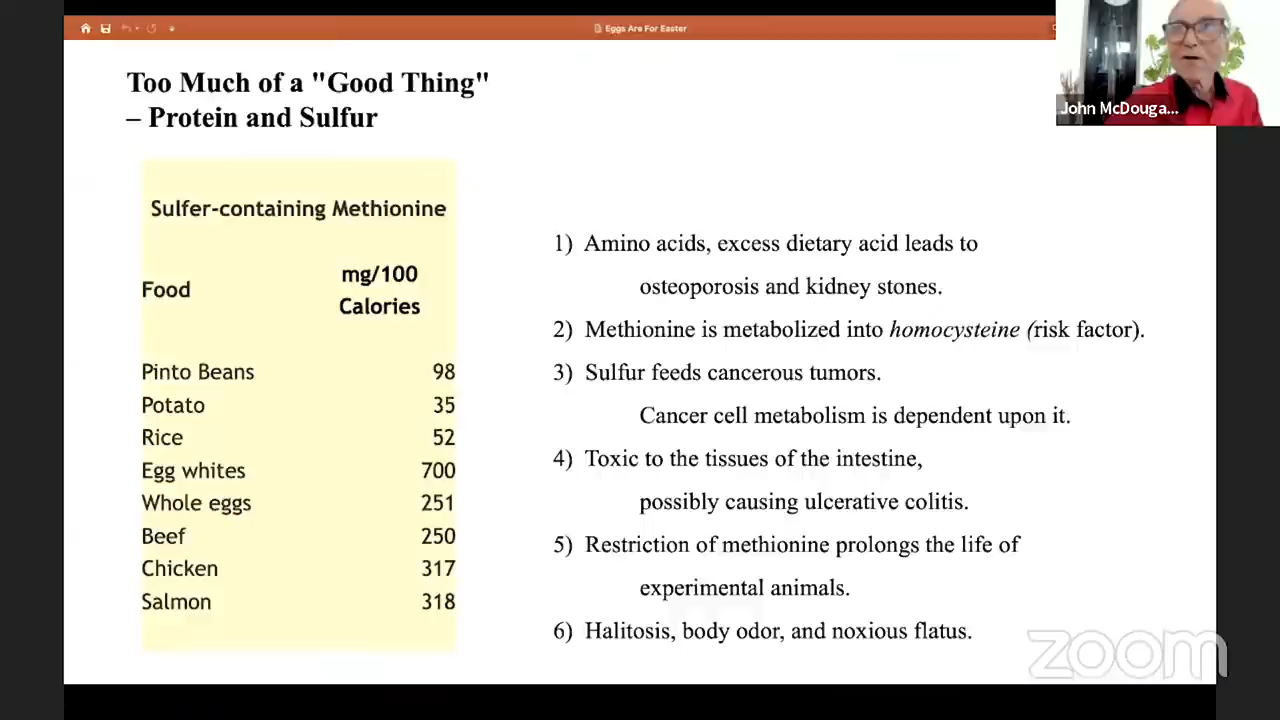 Eggs Are For Easter
John McDouga...
Too Much of a "Good Thing"
– Protein and Sulfur
Sulfer-containing Methionine
Food mg/100 Calories
Pinto Beans 98
Potato 35
Rice 52
Egg whites 700
Whole eggs 251
Beef 250
Chicken 317
Salmon 318
1) Amino acids, excess dietary acid leads to
osteoporosis and kidney stones.
2) Methionine is metabolized into homocysteine (risk factor).
3) Sulfur feeds cancerous tumors.
Cancer cell metabolism is dependent upon it.
4) Toxic to the tissues of the intestine,
possibly causing ulcerative colitis.
5) Restriction of methionine prolongs the life of
experimental animals.
6) Halitosis, body odor, and noxious flatus.
zoom